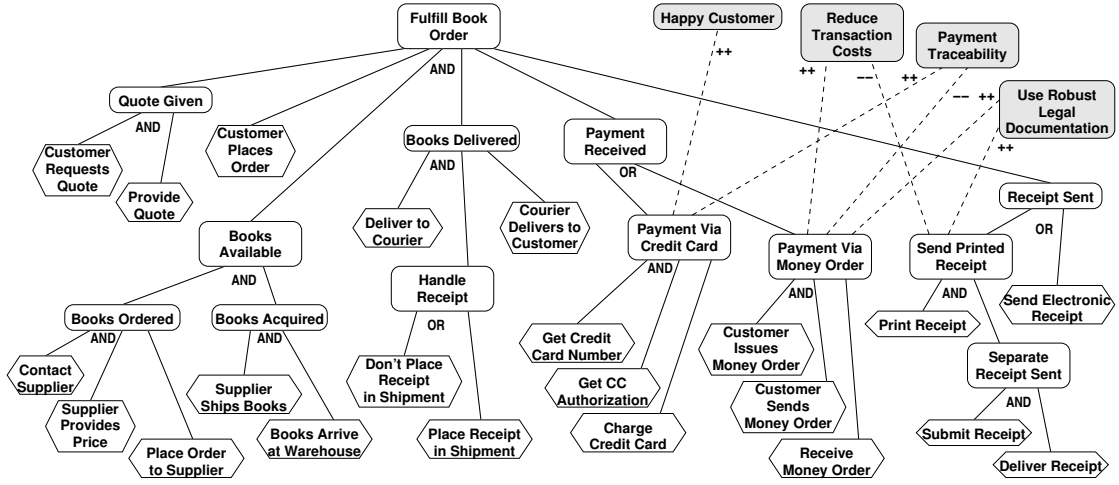 Fulfill Book
Order
AND
Happy Customer
++
Reduce
Transaction
Costs
++
−−
Payment
Traceability
++
−−
++
Use Robust
Legal
Documentation
++
Quote Given
AND
Customer
Requests
Quote
Provide
Quote
Customer
Places
Order
Books Delivered
AND
Deliver to
Courier
Courier
Delivers to
Customer
Handle
Receipt
OR
Don't Place
Receipt
in Shipment
Place Receipt
in Shipment
Payment
Received
OR
Payment Via
Credit Card
AND
Get Credit
Card Number
Get CC
Authorization
Charge
Credit Card
Payment Via
Money Order
AND
Customer
Issues
Money Order
Customer
Sends
Money Order
Receive
Money Order
Receipt Sent
OR
Send Printed
Receipt
AND
Print Receipt
Send Electronic
Receipt
Separate
Receipt Sent
AND
Submit Receipt
Deliver Receipt
Books
Available
AND
Books Ordered
AND
Contact
Supplier
Supplier
Provides
Price
Place Order
to Supplier
Books Acquired
AND
Supplier
Ships Books
Books Arrive
at Warehouse